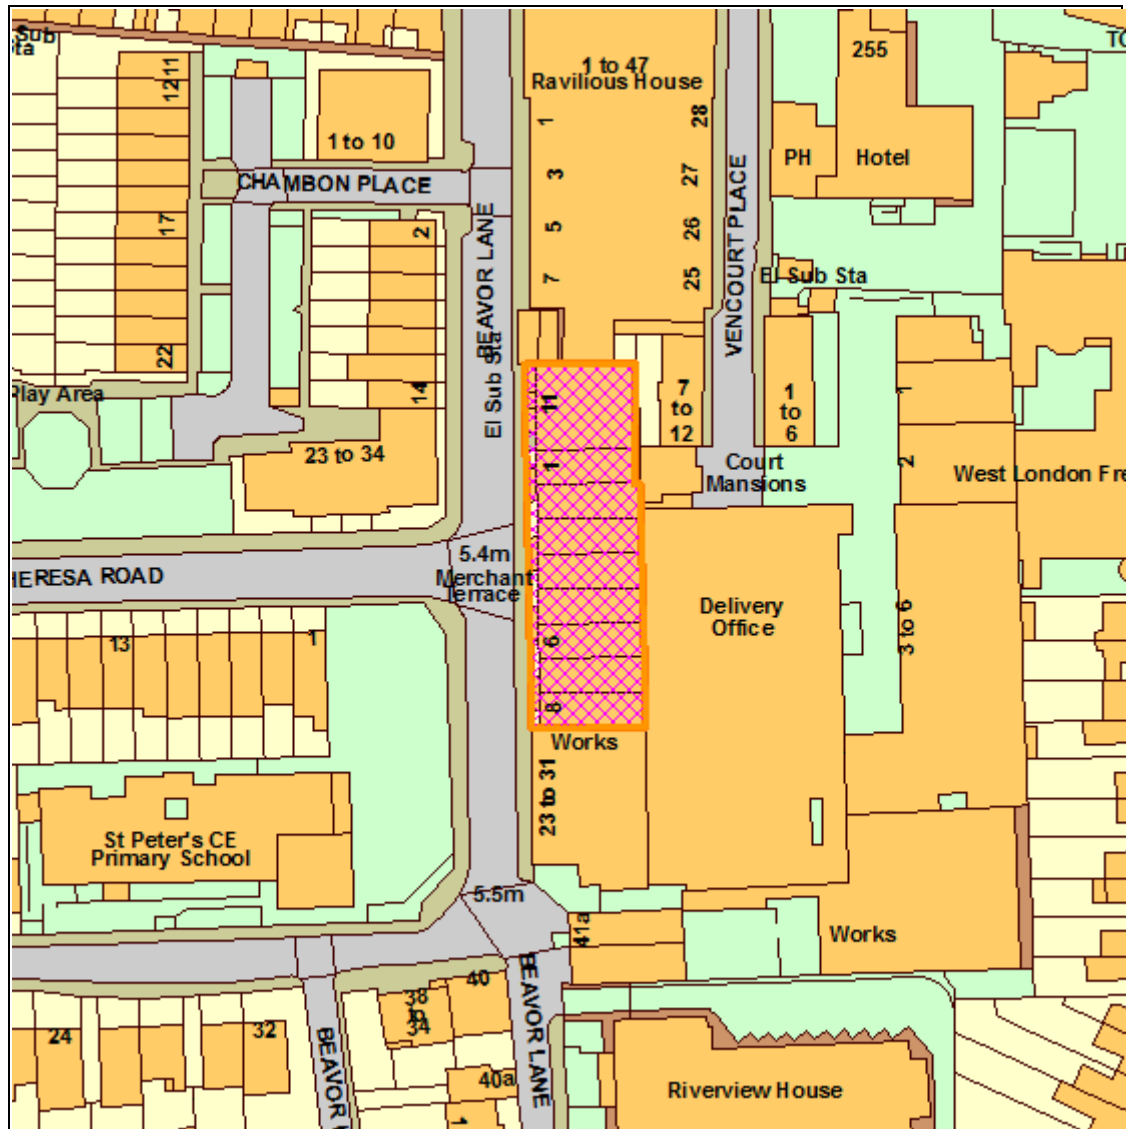 Sub
sta
TO
1 to 47
Ravilious House
255
11
12
1
28
1 to 10
PH
Hotel
3
27
CHAMBON PLACE
17
2
5
26
BEAVOR LANE
VENCOURT PLACE
7
25
El Sub Sta
El Sub Sta
22
14
Play Area
11
7
to
12
1
to
6
1
23 to 34
1
2
Court
Mansions
West London Fre
5.4m
Merchant
Terrace
HERESA ROAD
Delivery
Office
13
1
6
3 to 6
8
Works
23 to 31
St Peter's CE
Primary School
5.5m
41a
Works
40
38
to
34
24
32
BEAVOR
BEAVOR LANE
40a
1
Riverview House